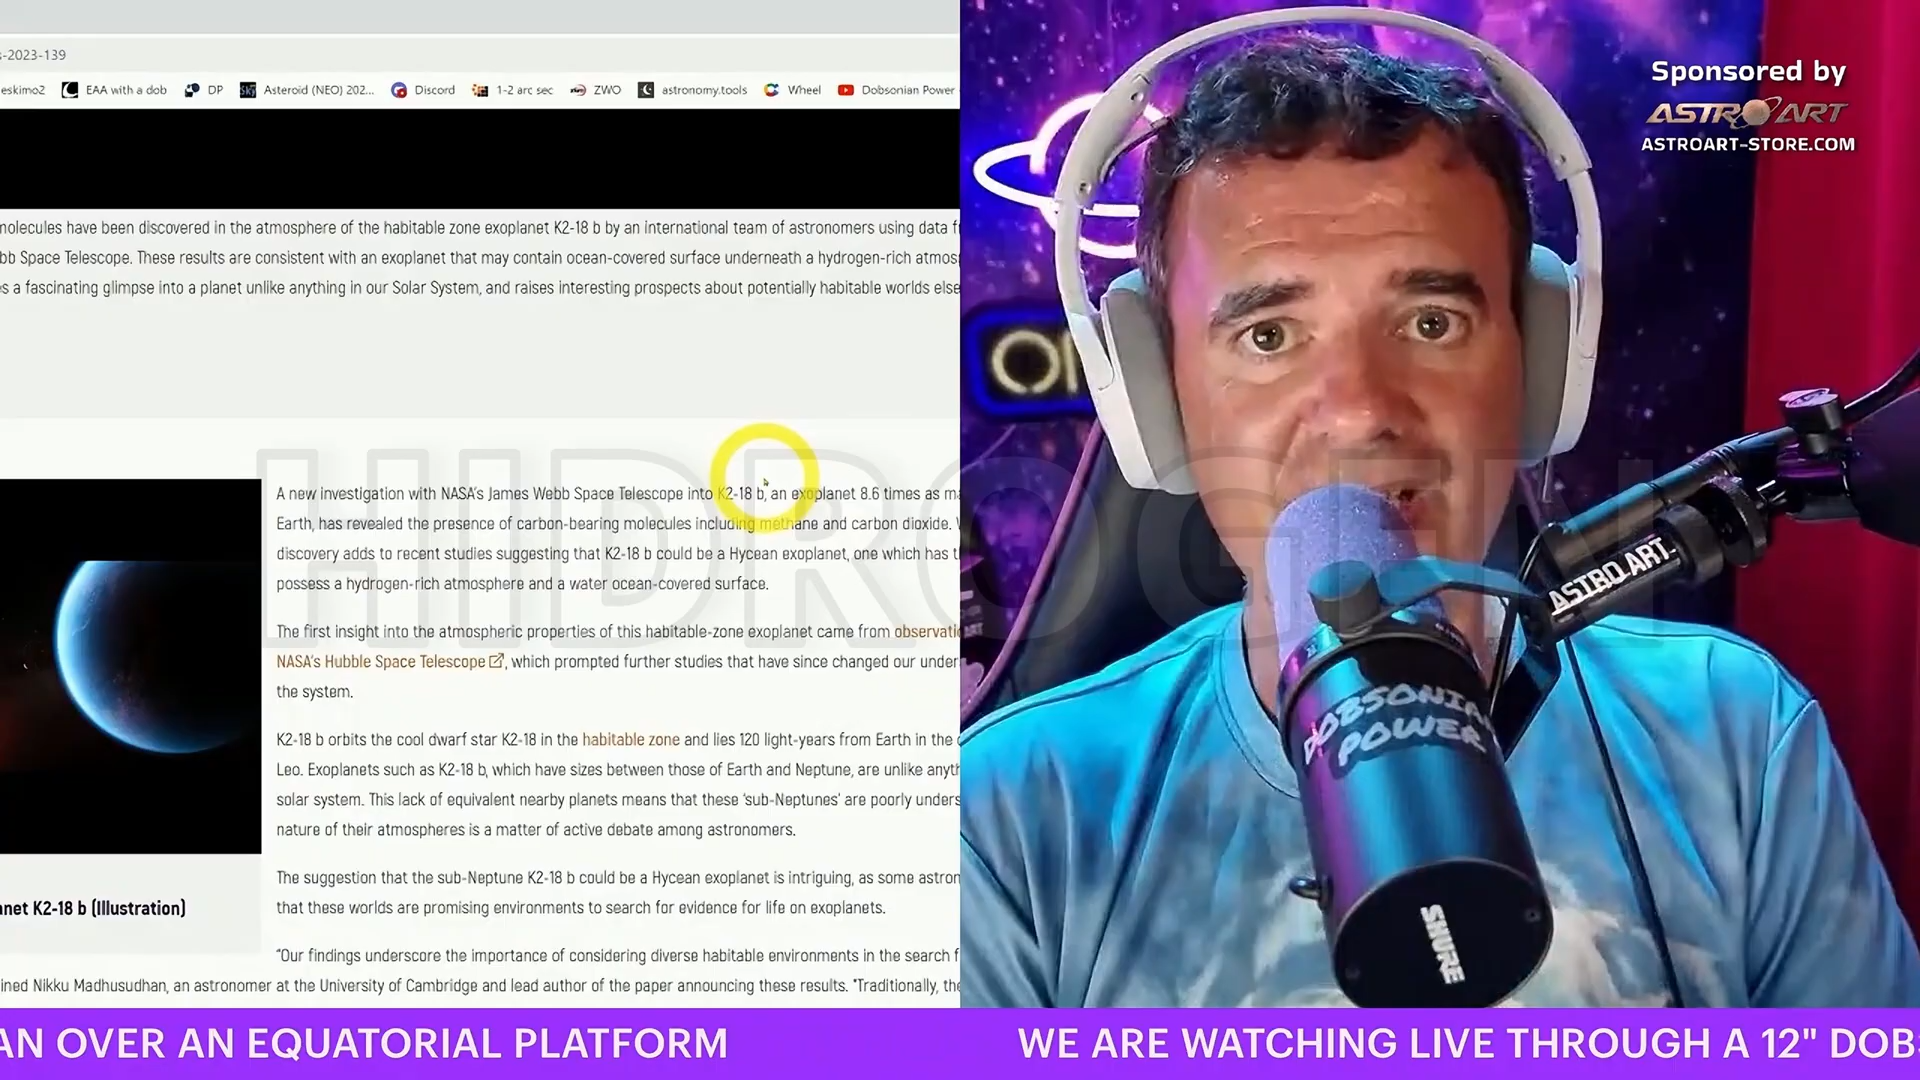 s-2023-139
eskimo2 EAA with a dob DP Asteroid (NEO) 202... Discord 1-2 arc sec ZWO astronomy.tools Wheel Dobsonian Power
molecules have been discovered in the atmosphere of the habitable zone exoplanet K2-18 b by an international team of astronomers using data f
bb Space Telescope. These results are consistent with an exoplanet that may contain ocean-covered surface underneath a hydrogen-rich atmos
s a fascinating glimpse into a planet unlike anything in our Solar System, and raises interesting prospects about potentially habitable worlds else
A new investigation with NASA's James Webb Space Telescope into K2-18 b, an exoplanet 8.6 times as ma
Earth, has revealed the presence of carbon-bearing molecules including methane and carbon dioxide. W
discovery adds to recent studies suggesting that K2-18 b could be a Hycean exoplanet, one which has t
possess a hydrogen-rich atmosphere and a water ocean-covered surface.
The first insight into the atmospheric properties of this habitable-zone exoplanet came from observati
NASA's Hubble Space Telescope, which prompted further studies that have since changed our under
the system.
K2-18 b orbits the cool dwarf star K2-18 in the habitable zone and lies 120 light-years from Earth in the c
Leo. Exoplanets such as K2-18 b, which have sizes between those of Earth and Neptune, are unlike anyth
solar system. This lack of equivalent nearby planets means that these ‘sub-Neptunes’ are poorly unders
nature of their atmospheres is a matter of active debate among astronomers.
The suggestion that the sub-Neptune K2-18 b could be a Hycean exoplanet is intriguing, as some astron
that these worlds are promising environments to search for evidence for life on exoplanets.
"Our findings underscore the importance of considering diverse habitable environments in the search f
ined Nikku Madhusudhan, an astronomer at the University of Cambridge and lead author of the paper announcing these results. "Traditionally, the
anet K2-18 b (Illustration)
HIDROGEN
Sponsored by
ASTROART
ASTROART-STORE.COM
ASTRO ART
DOBSONIAN
POWER
SHURE
AN OVER AN EQUATORIAL PLATFORM
WE ARE WATCHING LIVE THROUGH A 12" DOBS